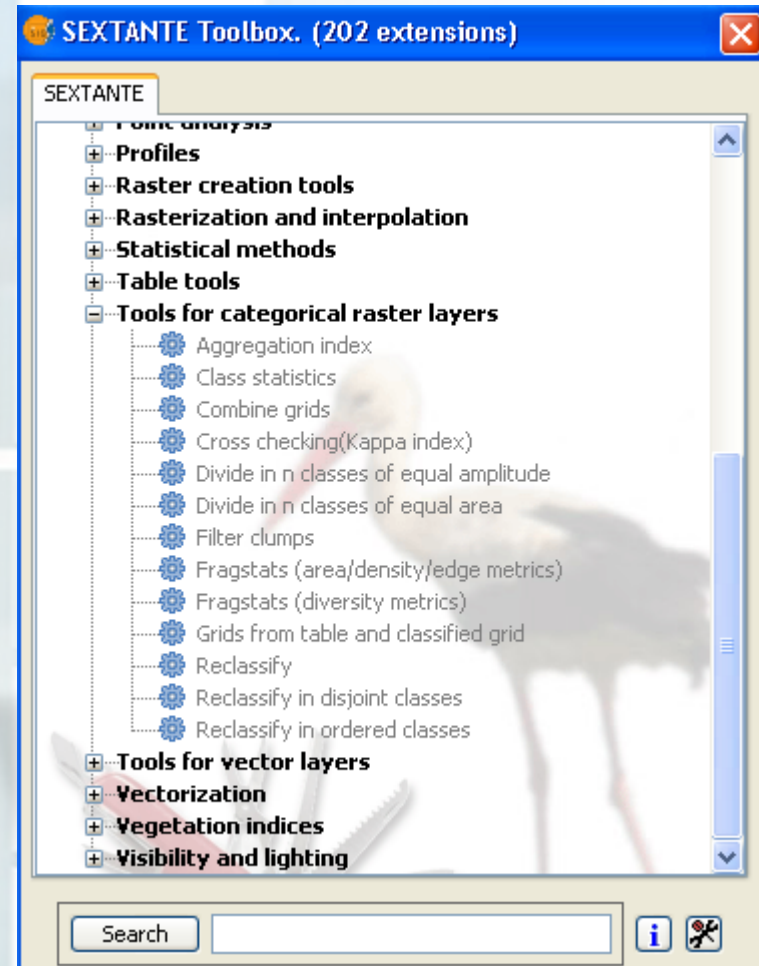 SEXTANTE Toolbox. (202 extensions)
SEXTANTE
Point analysis
Profiles
Raster creation tools
Rasterization and interpolation
Statistical methods
Table tools
Tools for categorical raster layers
Aggregation index
Class statistics
Combine grids
Cross checking(Kappa index)
Divide in n classes of equal amplitude
Divide in n classes of equal area
Filter clumps
Fragstats (area/density/edge metrics)
Fragstats (diversity metrics)
Grids from table and classified grid
Reclassify
Reclassify in disjoint classes
Reclassify in ordered classes
Tools for vector layers
Vectorization
Vegetation indices
Visibility and lighting
Search